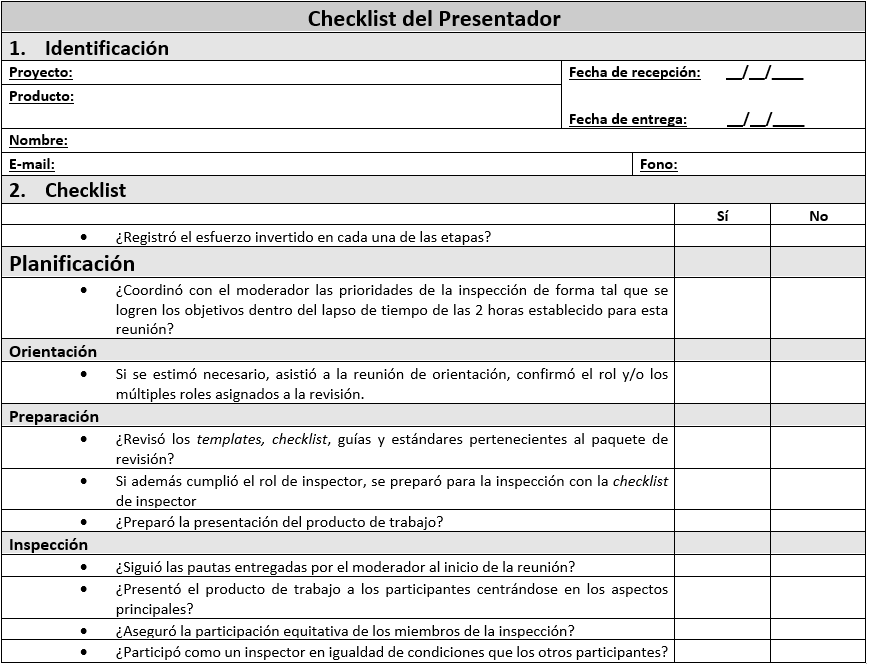 Checklist del Presentador
1. Identificación
Proyecto:
Fecha de recepción: __/__/____
Producto:
Fecha de entrega: __/__/____
Nombre:
E-mail:
Fono:
2. Checklist
Sí No
• ¿Registró el esfuerzo invertido en cada una de las etapas?
Planificación
• ¿Coordinó con el moderador las prioridades de la inspección de forma tal que se
logren los objetivos dentro del lapso de tiempo de las 2 horas establecido para esta
reunión?
Orientación
• Si se estimó necesario, asistió a la reunión de orientación, confirmó el rol y/o los
múltiples roles asignados a la revisión.
Preparación
• ¿Revisó los templates, checklist, guías y estándares pertenecientes al paquete de
revisión?
• Si además cumplió el rol de inspector, se preparó para la inspección con la checklist
de inspector
• ¿Preparó la presentación del producto de trabajo?
Inspección
• ¿Siguió las pautas entregadas por el moderador al inicio de la reunión?
• ¿Presentó el producto de trabajo a los participantes centrándose en los aspectos
principales?
• ¿Aseguró la participación equitativa de los miembros de la inspección?
• ¿Participó como un inspector en igualdad de condiciones que los otros participantes?